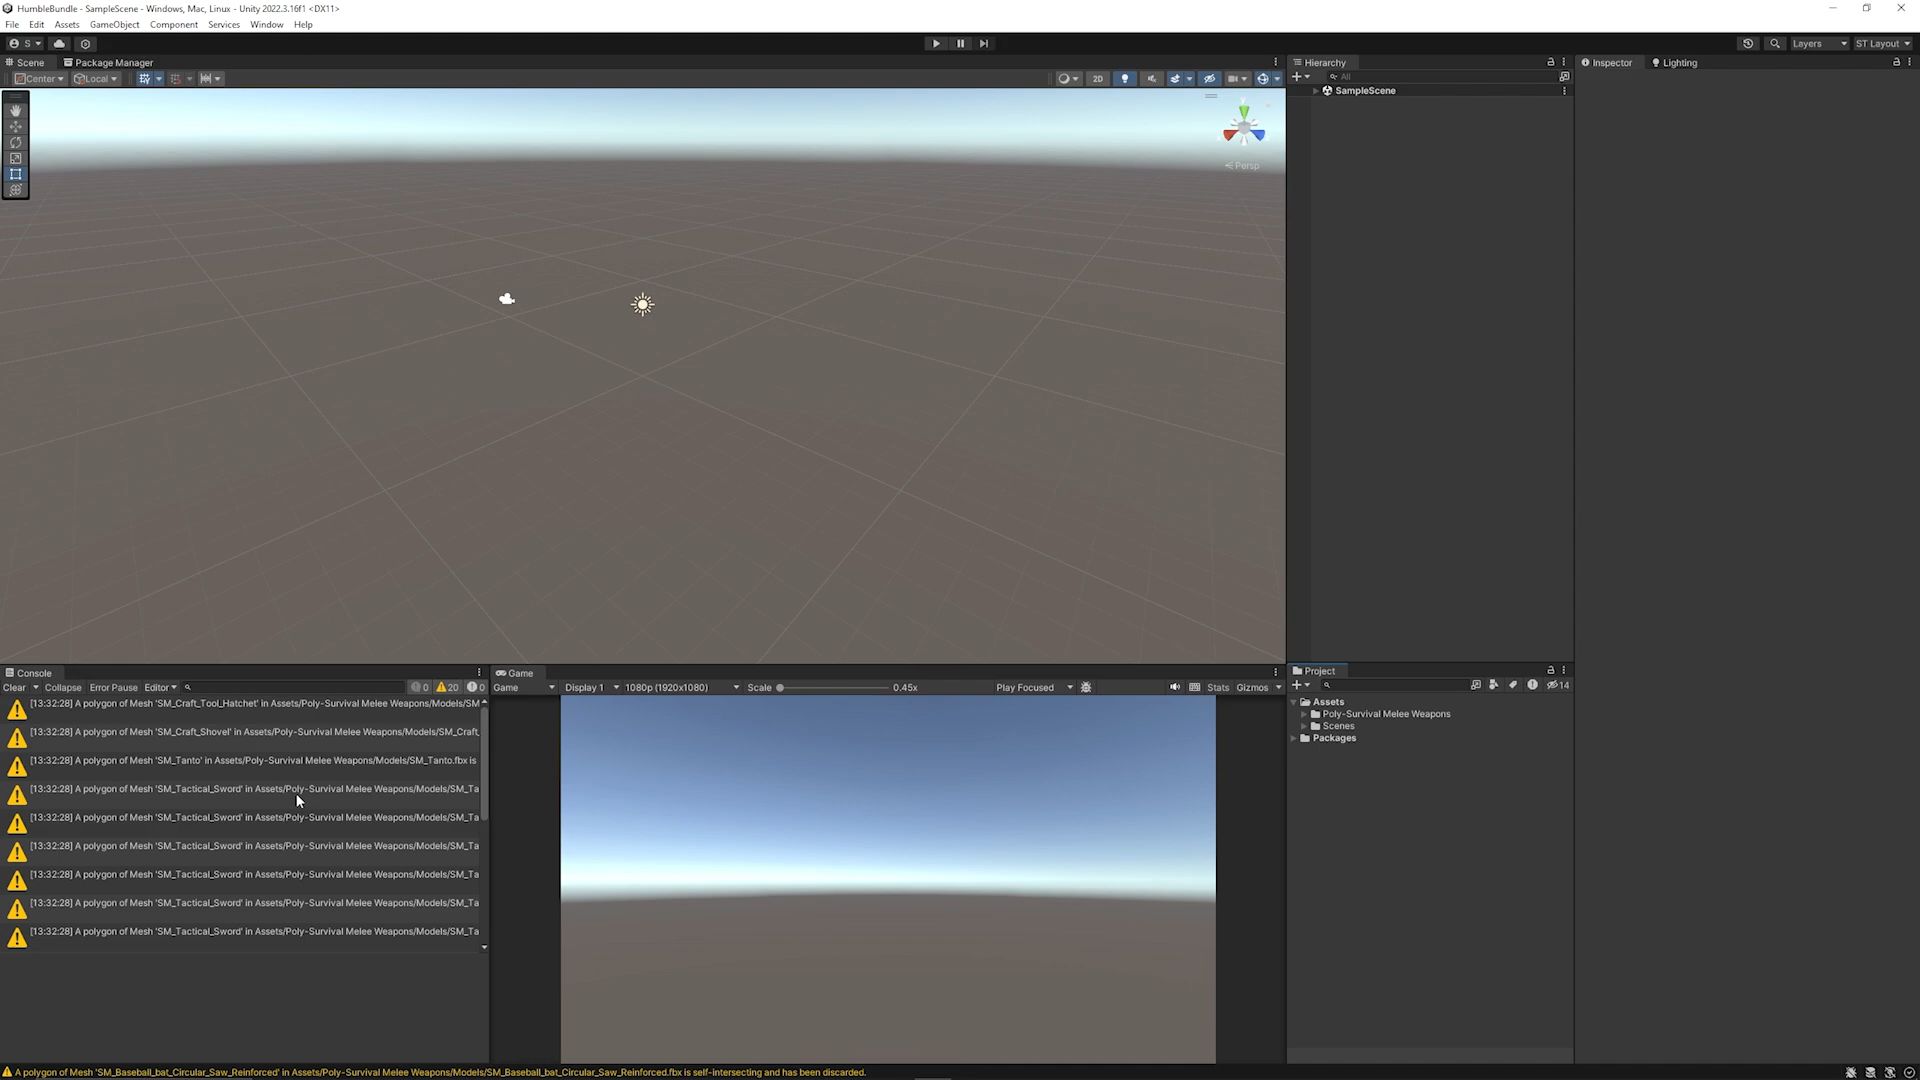 HumbleBundle - SampleScene - Windows, Mac, Linux - Unity 2022.3.16f1 <DX11>
File Edit Assets GameObject Component Services Window Help
S Layers ST Layout
Scene Package Manager
Center Local 2D
Persp
Hierarchy
All
SampleScene
Inspector Lighting
Console
Clear Collapse Error Pause Editor 0 20 0
[13:32:28] A polygon of Mesh 'SM_Craft_Tool_Hatchet' in Assets/Poly-Survival Melee Weapons/Models/SM
[13:32:28] A polygon of Mesh 'SM_Craft_Shovel' in Assets/Poly-Survival Melee Weapons/Models/SM_Craft_
[13:32:28] A polygon of Mesh 'SM_Tanto' in Assets/Poly-Survival Melee Weapons/Models/SM_Tanto.fbx is
[13:32:28] A polygon of Mesh 'SM_Tactical_Sword' in Assets/Poly-Survival Melee Weapons/Models/SM_Ta
[13:32:28] A polygon of Mesh 'SM_Tactical_Sword' in Assets/Poly-Survival Melee Weapons/Models/SM_Ta
[13:32:28] A polygon of Mesh 'SM_Tactical_Sword' in Assets/Poly-Survival Melee Weapons/Models/SM_Ta
[13:32:28] A polygon of Mesh 'SM_Tactical_Sword' in Assets/Poly-Survival Melee Weapons/Models/SM_Ta
[13:32:28] A polygon of Mesh 'SM_Tactical_Sword' in Assets/Poly-Survival Melee Weapons/Models/SM_Ta
[13:32:28] A polygon of Mesh 'SM_Tactical_Sword' in Assets/Poly-Survival Melee Weapons/Models/SM_Ta
Game
Game Display 1 1080p (1920x1080) Scale 0.45x Play Focused Stats Gizmos
Project
14
Assets
Poly-Survival Melee Weapons
Scenes
Packages
A polygon of Mesh 'SM_Baseball_bat_Circular_Saw_Reinforced' in Assets/Poly-Survival Melee Weapons/Models/SM_Baseball_bat_Circular_Saw_Reinforced.fbx is self-intersecting and has been discarded.